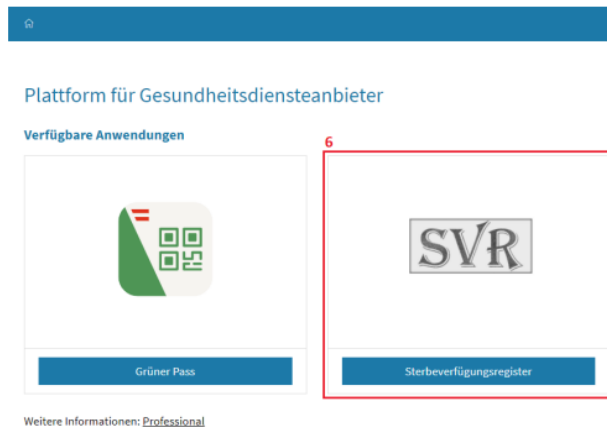 Plattform für Gesundheitsdiensteanbieter
Verfügbare Anwendungen
6
SVR
Grüner Pass
Sterbeverfügungsregister
Weitere Informationen: Professional